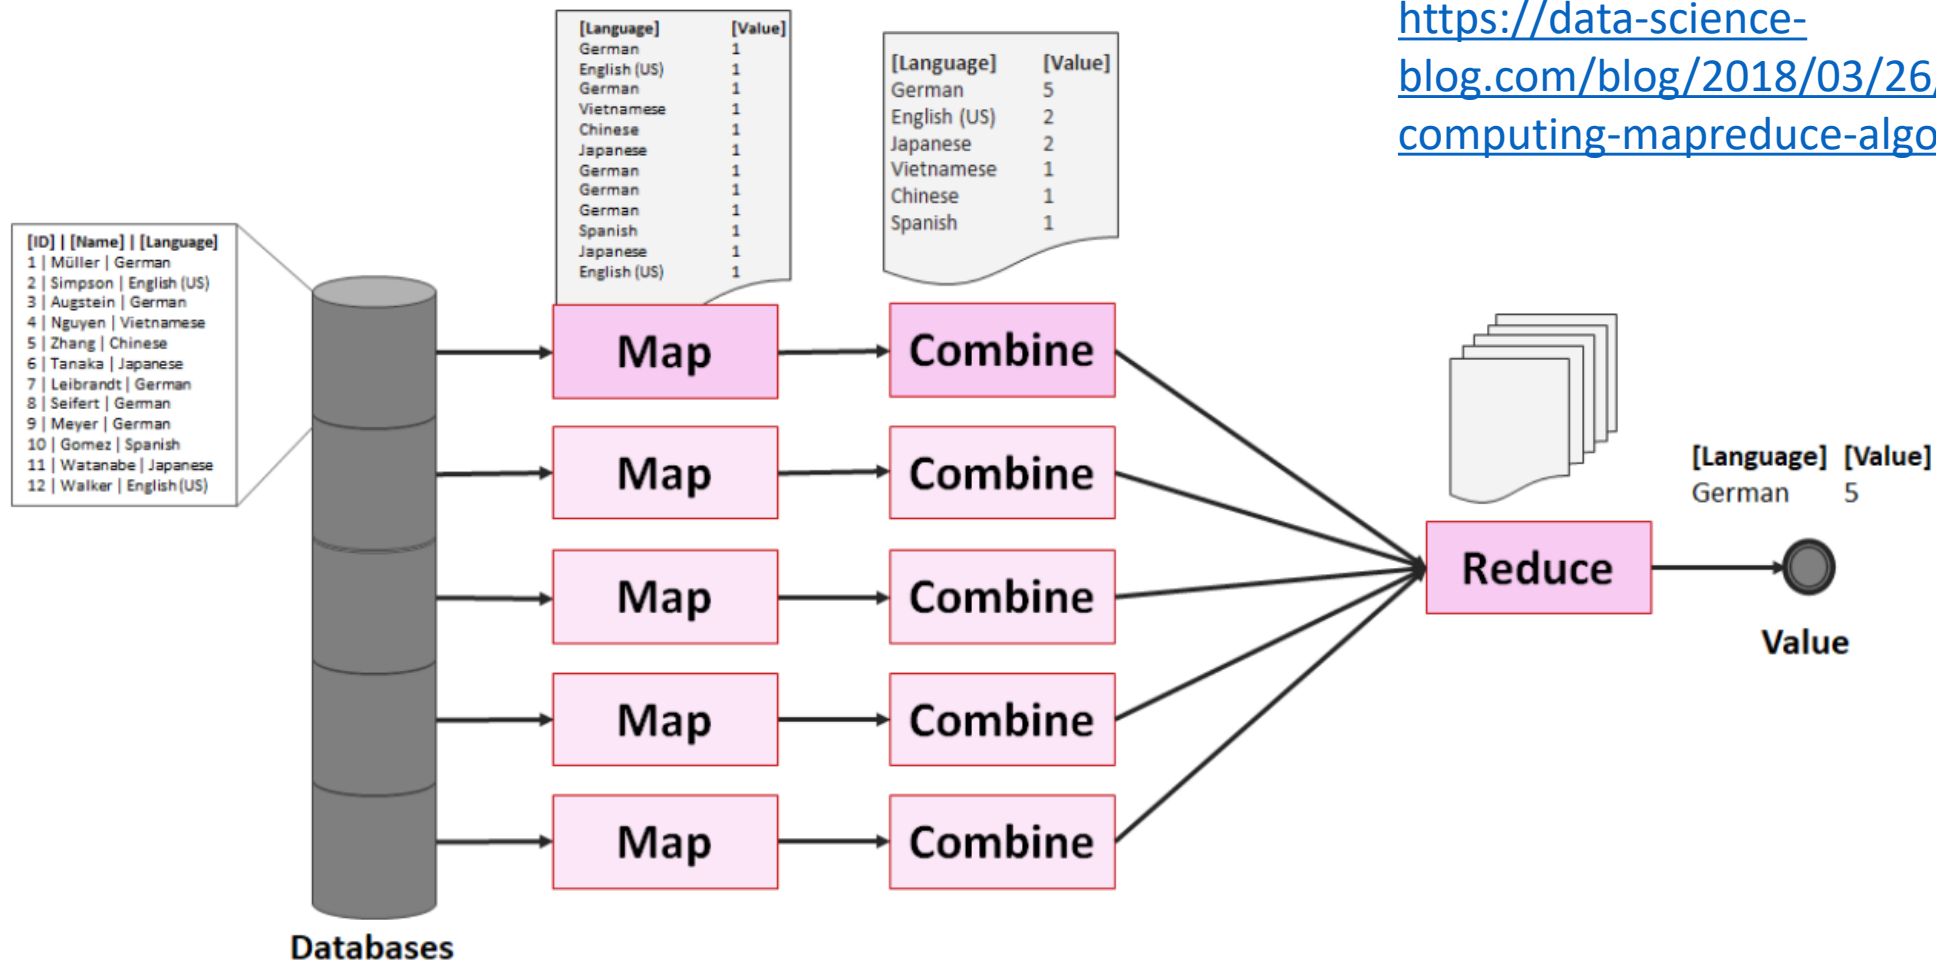 https://data-science-
blog.com/blog/2018/03/26/
computing-mapreduce-algo
[ID] | [Name] | [Language]
1 | Müller | German
2 | Simpson | English (US)
3 | Augstein | German
4 | Nguyen | Vietnamese
5 | Zhang | Chinese
6 | Tanaka | Japanese
7 | Leibrandt | German
8 | Seifert | German
9 | Meyer | German
10 | Gomez | Spanish
11 | Watanabe | Japanese
12 | Walker | English (US)
Databases
[Language] [Value]
German 1
English (US) 1
German 1
Vietnamese 1
Chinese 1
Japanese 1
German 1
German 1
German 1
Spanish 1
Japanese 1
English (US) 1
[Language] [Value]
German 5
English (US) 2
Japanese 2
Vietnamese 1
Chinese 1
Spanish 1
Map
Combine
Map
Combine
Map
Combine
Map
Combine
Map
Combine
Reduce
[Language] [Value]
German 5
Value